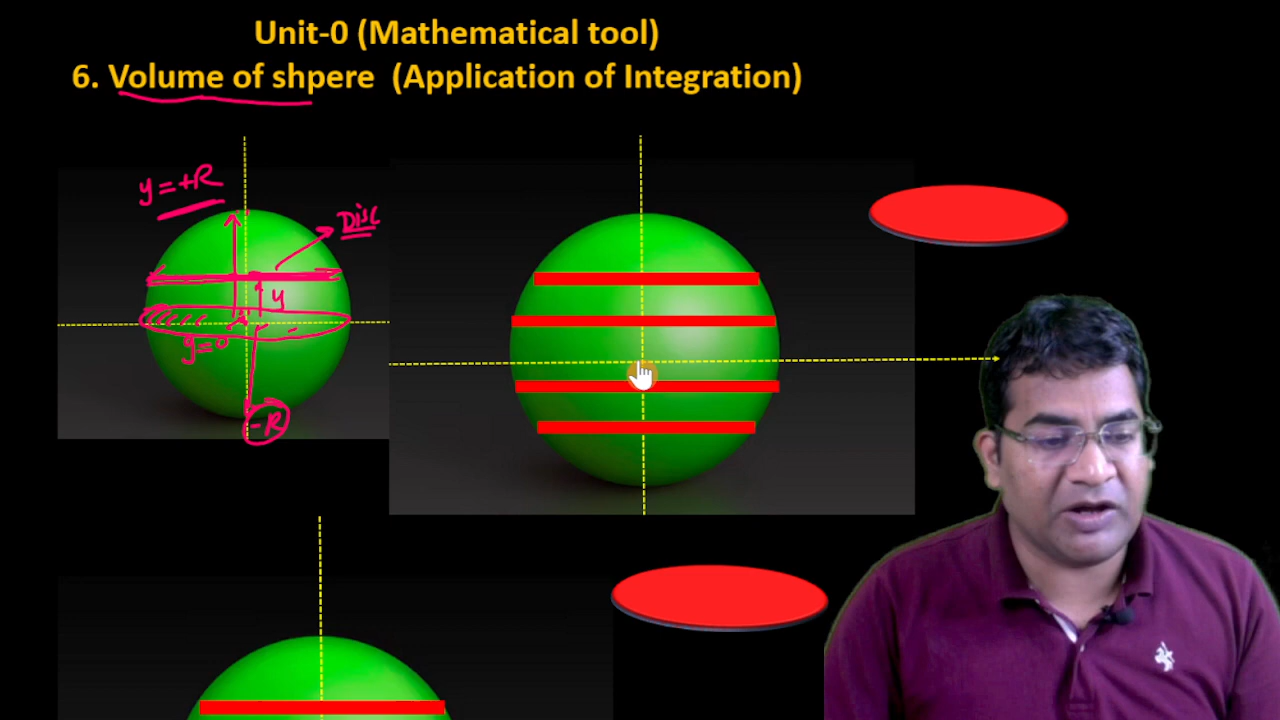 Unit-0 (Mathematical tool)
6. Volume of shpere (Application of Integration)
y=+R
Disc
y
y=0
-R